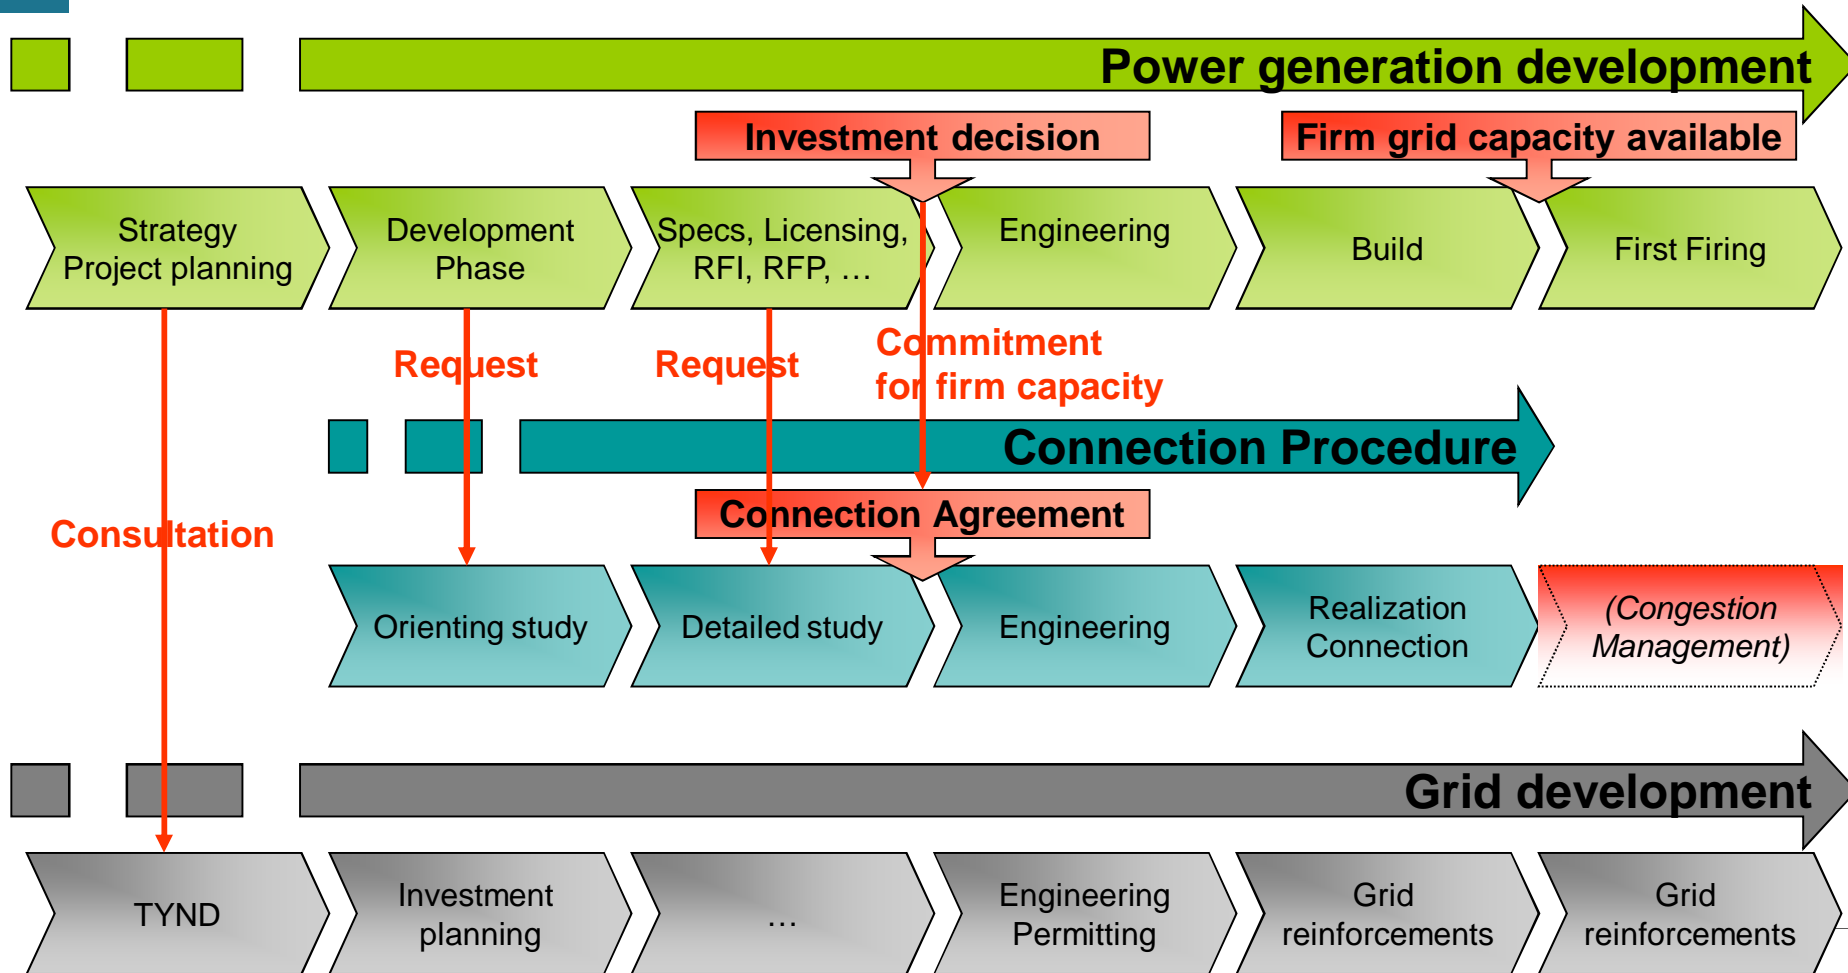 Power generation development
Investment decision
Firm grid capacity available
Strategy
Project planning
Development
Phase
Specs, Licensing,
RFI, RFP, …
Engineering
Build
First Firing
Request
Request
Commitment
for firm capacity
Connection Procedure
Consultation
Connection Agreement
Orienting study
Detailed study
Engineering
Realization
Connection
(Congestion
Management)
Grid development
TYND
Investment
planning
…
Engineering
Permitting
Grid
reinforcements
Grid
reinforcements